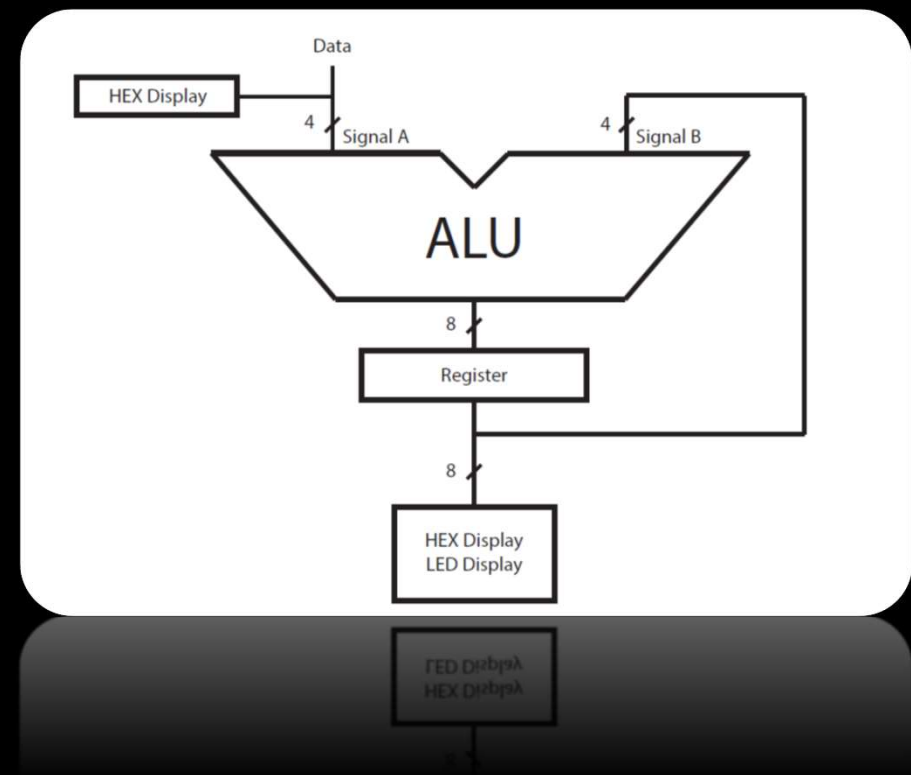 Data
HEX Display
4
Signal A
4
Signal B
ALU
8
Register
8
HEX Display
LED Display